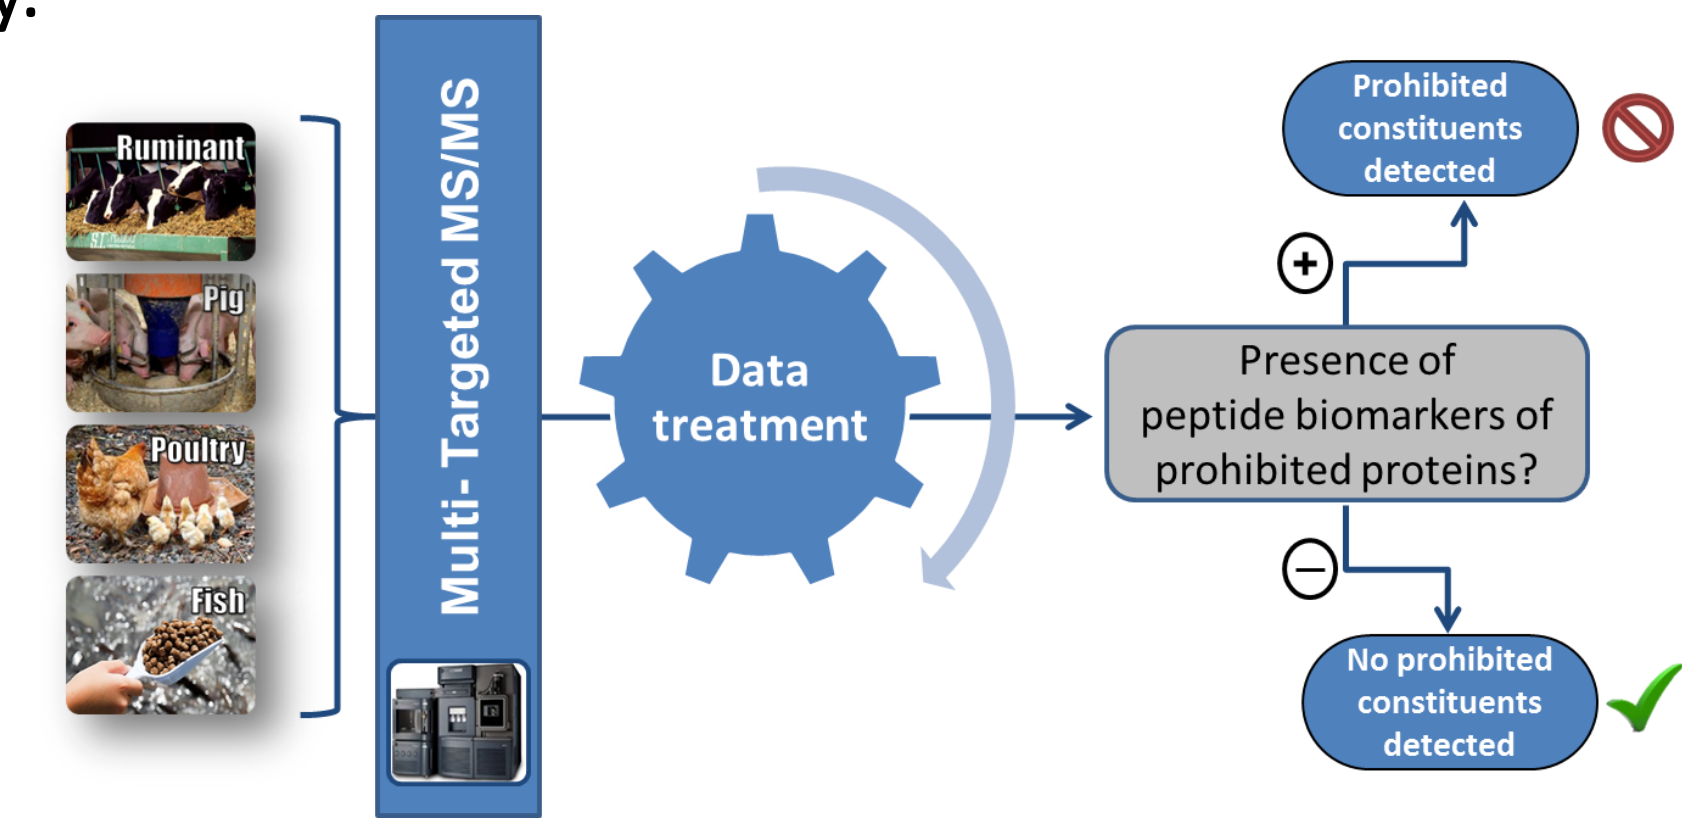 y.
Ruminant
Pig
Poultry
Fish
Multi- Targeted MS/MS
Data
treatment
Presence of
peptide biomarkers of
prohibited proteins?
+
–
Prohibited
constituents
detected
No prohibited
constituents
detected